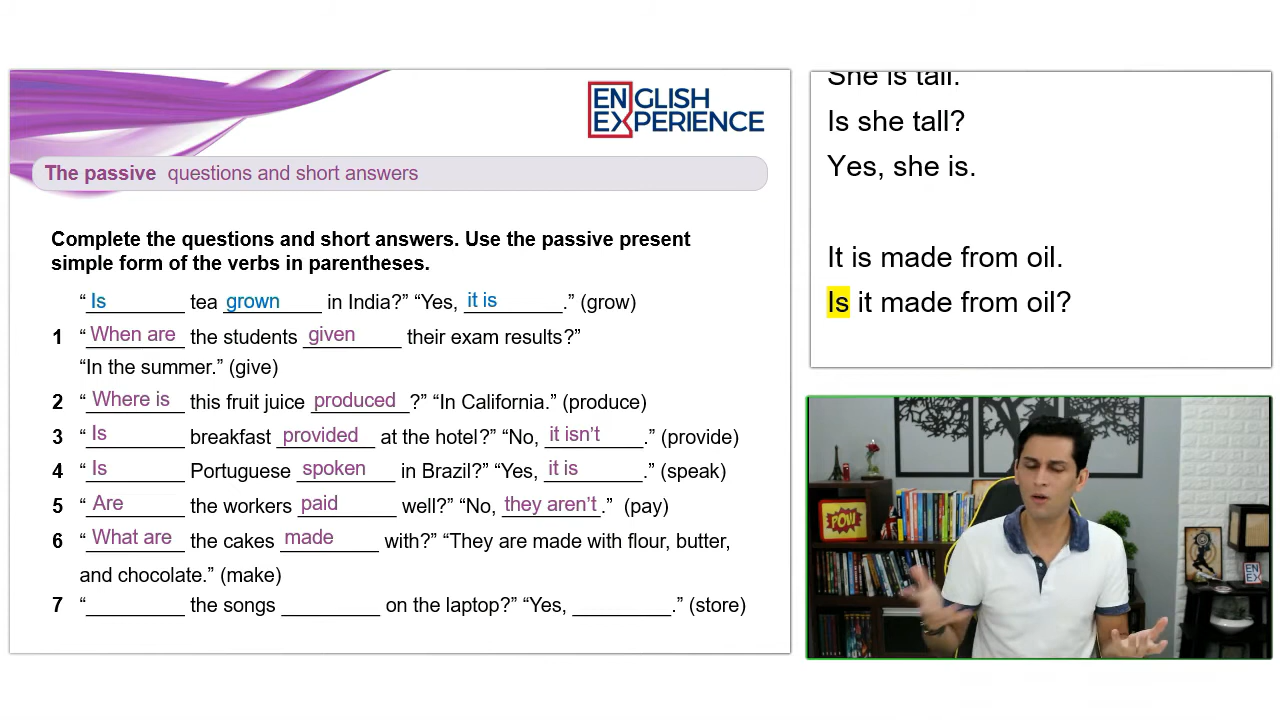 ENGLISH
EXPERIENCE
The passive questions and short answers
Complete the questions and short answers. Use the passive present
simple form of the verbs in parentheses.
“ Is tea grown in India?” “Yes, it is .” (grow)
1 “ When are the students given their exam results?”
“In the summer.” (give)
2 “ Where is this fruit juice produced ?” “In California.” (produce)
3 “ Is breakfast provided at the hotel?” “No, it isn’t .” (provide)
4 “ Is Portuguese spoken in Brazil?” “Yes, it is .” (speak)
5 “ Are the workers paid well?” “No, they aren’t .” (pay)
6 “ What are the cakes made with?” “They are made with flour, butter,
and chocolate.” (make)
7 “_________ the songs _________ on the laptop?” “Yes, _________.” (store)
She is tall.
Is she tall?
Yes, she is.
It is made from oil.
Is it made from oil?
POW
EN
EX